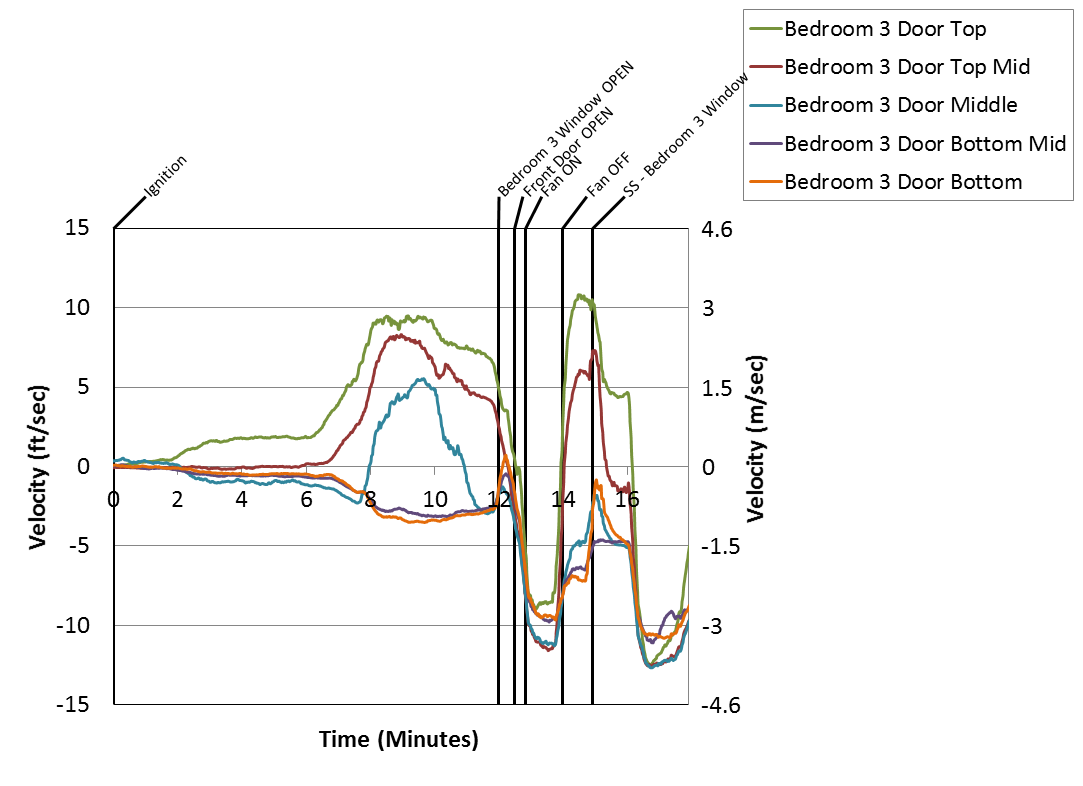 Bedroom 3 Door Top
Bedroom 3 Door Top Mid
Bedroom 3 Door Middle
Bedroom 3 Door Bottom Mid
Bedroom 3 Door Bottom
Ignition
Bedroom 3 Window OPEN
Front Door OPEN
Fan ON
Fan OFF
SS - Bedroom 3 Window
15
10
5
0
-5
-10
-15
Velocity (ft/sec)
0
2
4
6
8
10
12
14
16
Time (Minutes)
4.6
3
1.5
0
-1.5
-3
-4.6
Velocity (m/sec)